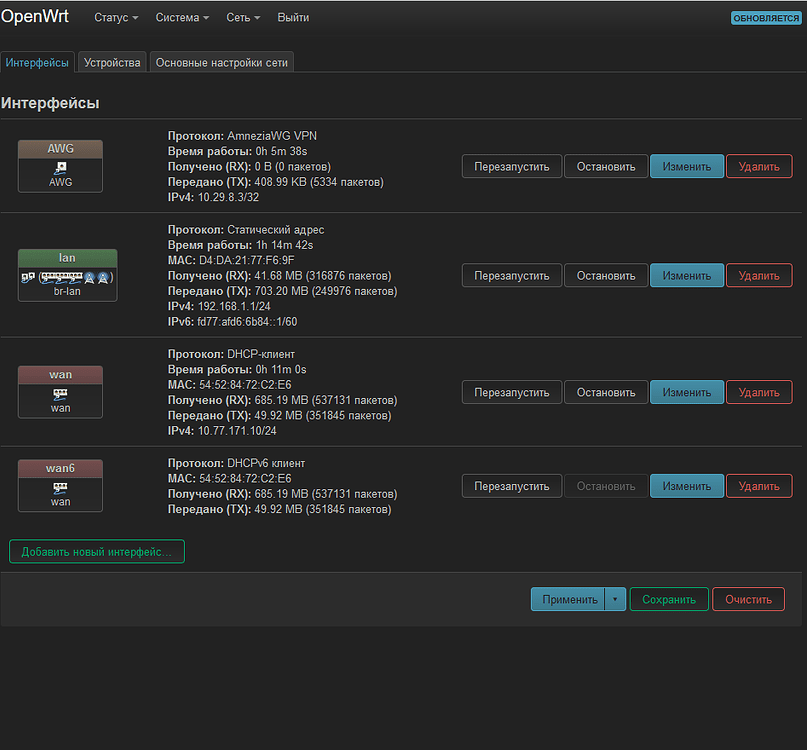 OpenWrt Статус Система Сеть Выйти ОБНОВЛЯЕТСЯ
Интерфейсы Устройства Основные настройки сети
Интерфейсы
AWG
AWG
Протокол: AmneziaWG VPN
Время работы: 0h 5m 38s
Получено (RX): 0 B (0 пакетов)
Передано (TX): 408.99 KB (5334 пакетов)
IPv4: 10.29.8.3/32
Перезапустить Остановить Изменить Удалить
lan
br-lan
Протокол: Статический адрес
Время работы: 1h 14m 42s
MAC: D4:DA:21:77:F6:9F
Получено (RX): 41.68 MB (316876 пакетов)
Передано (TX): 703.20 MB (249976 пакетов)
IPv4: 192.168.1.1/24
IPv6: fd77:afd6:6b84::1/60
Перезапустить Остановить Изменить Удалить
wan
wan
Протокол: DHCP-клиент
Время работы: 0h 11m 0s
MAC: 54:52:84:72:C2:E6
Получено (RX): 685.19 MB (537131 пакетов)
Передано (TX): 49.92 MB (351845 пакетов)
IPv4: 10.77.171.10/24
Перезапустить Остановить Изменить Удалить
wan6
wan
Протокол: DHCPv6 клиент
MAC: 54:52:84:72:C2:E6
Получено (RX): 685.19 MB (537131 пакетов)
Передано (TX): 49.92 MB (351845 пакетов)
Перезапустить Остановить Изменить Удалить
Добавить новый интерфейс...
Применить Сохранить Очистить